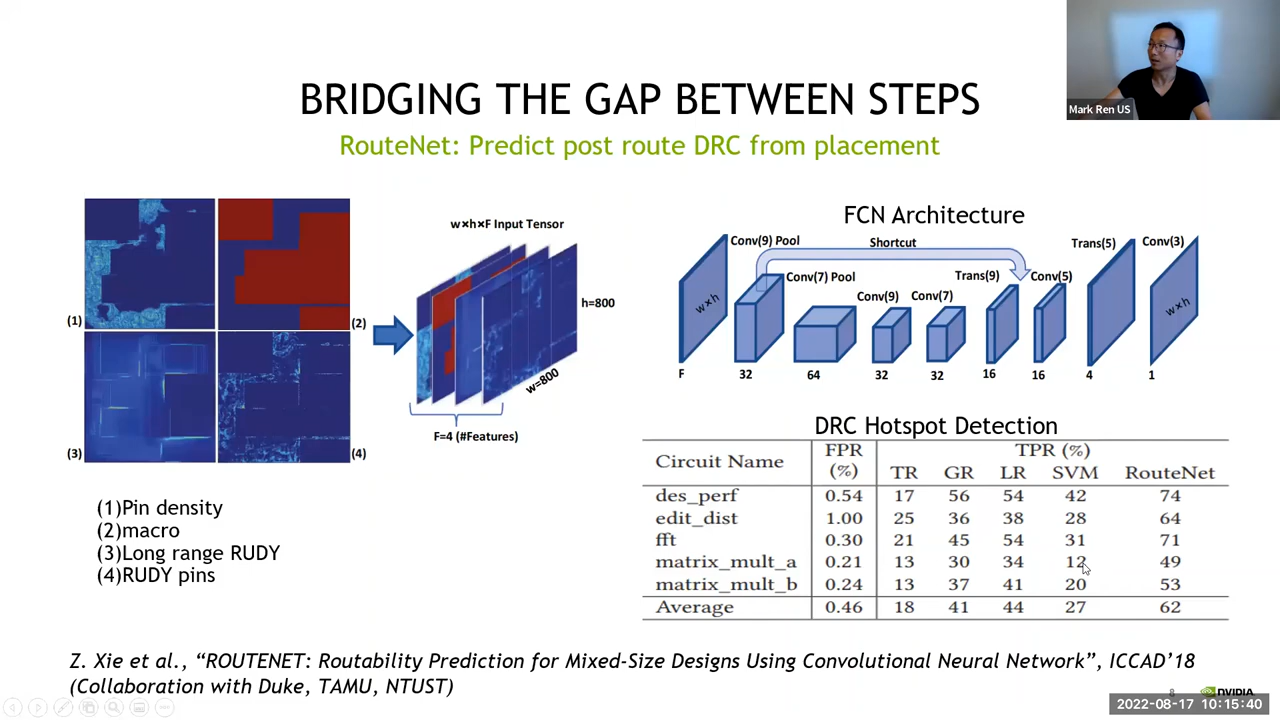 Mark Ren US
BRIDGING THE GAP BETWEEN STEPS
RouteNet: Predict post route DRC from placement
(1)
(2)
(3)
(4)
w×h×F Input Tensor
h=800
w=800
F=4 (#Features)
(1)Pin density
(2)macro
(3)Long range RUDY
(4)RUDY pins
FCN Architecture
Conv(9) Pool
Shortcut
Trans(5)
Conv(3)
Conv(7) Pool
Trans(9)
Conv(5)
Conv(9)
Conv(7)
w×h
w×h
F 32 64 32 32 16 16 4 1
DRC Hotspot Detection
Circuit Name FPR (%) TPR (%)
TR GR LR SVM RouteNet
des_perf 0.54 17 56 54 42 74
edit_dist 1.00 25 36 38 28 64
fft 0.30 21 45 54 31 71
matrix_mult_a 0.21 13 30 34 12 49
matrix_mult_b 0.24 13 37 41 20 53
Average 0.46 18 41 44 27 62
Z. Xie et al., “ROUTENET: Routability Prediction for Mixed-Size Designs Using Convolutional Neural Network”, ICCAD’18
(Collaboration with Duke, TAMU, NTUST)
8
NVIDIA.
2022-08-17 10:15:40